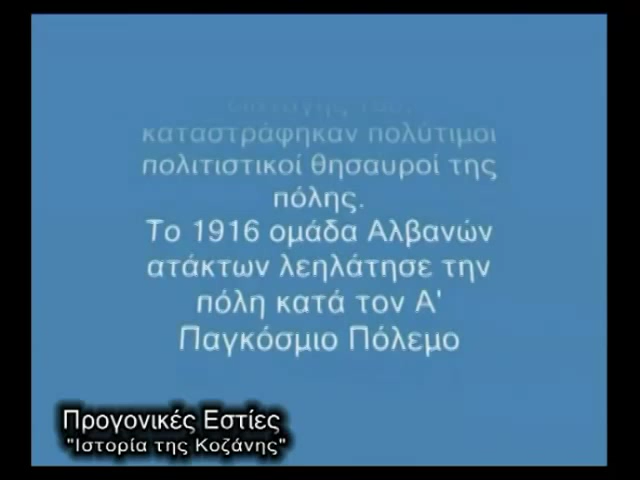 καταστράφηκαν πολύτιμοι
πολιτιστικοί θησαυροί της
πόλης.
Το 1916 ομάδα Αλβανών
ατάκτων λεηλάτησε την
πόλη κατά τον Α'
Παγκόσμιο Πόλεμο
Προγονικές Εστίες
"Ιστορία της Κοζάνης"